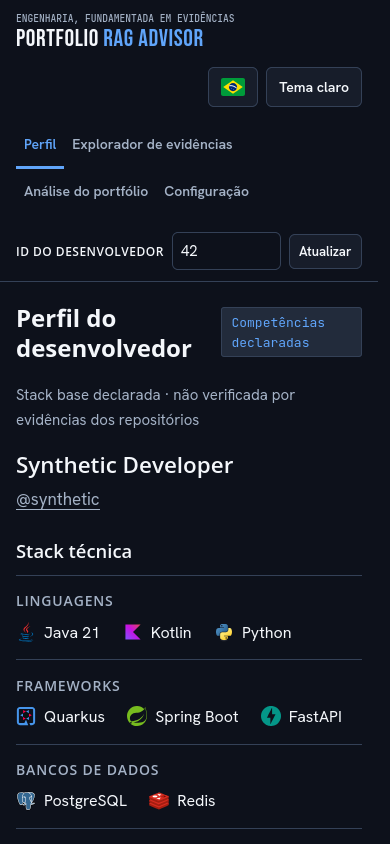 ENGENHARIA, FUNDAMENTADA EM EVIDÊNCIAS
PORTFOLIO RAG ADVISOR
Tema claro
Perfil Explorador de evidências
Análise do portfólio Configuração
ID DO DESENVOLVEDOR 42 Atualizar
Perfil do
desenvolvedor
Competências
declaradas
Stack base declarada · não verificada por
evidências dos repositórios
Synthetic Developer
@synthetic
Stack técnica
LINGUAGENS
Java 21 Kotlin Python
FRAMEWORKS
Quarkus Spring Boot FastAPI
BANCOS DE DADOS
PostgreSQL Redis